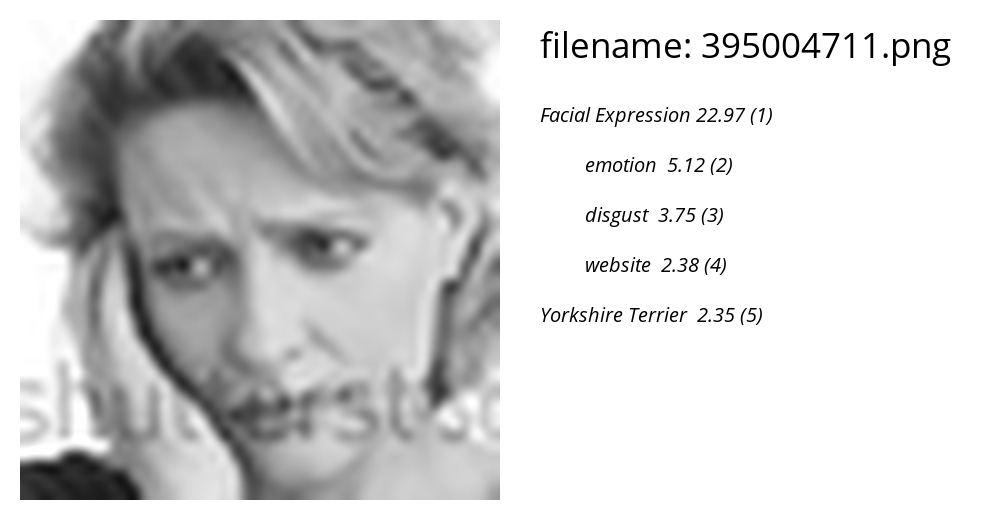 filename: 395004711.png
Facial Expression 22.97 (1)
emotion 5.12 (2)
disgust 3.75 (3)
website 2.38 (4)
Yorkshire Terrier 2.35 (5)
shutterstoc